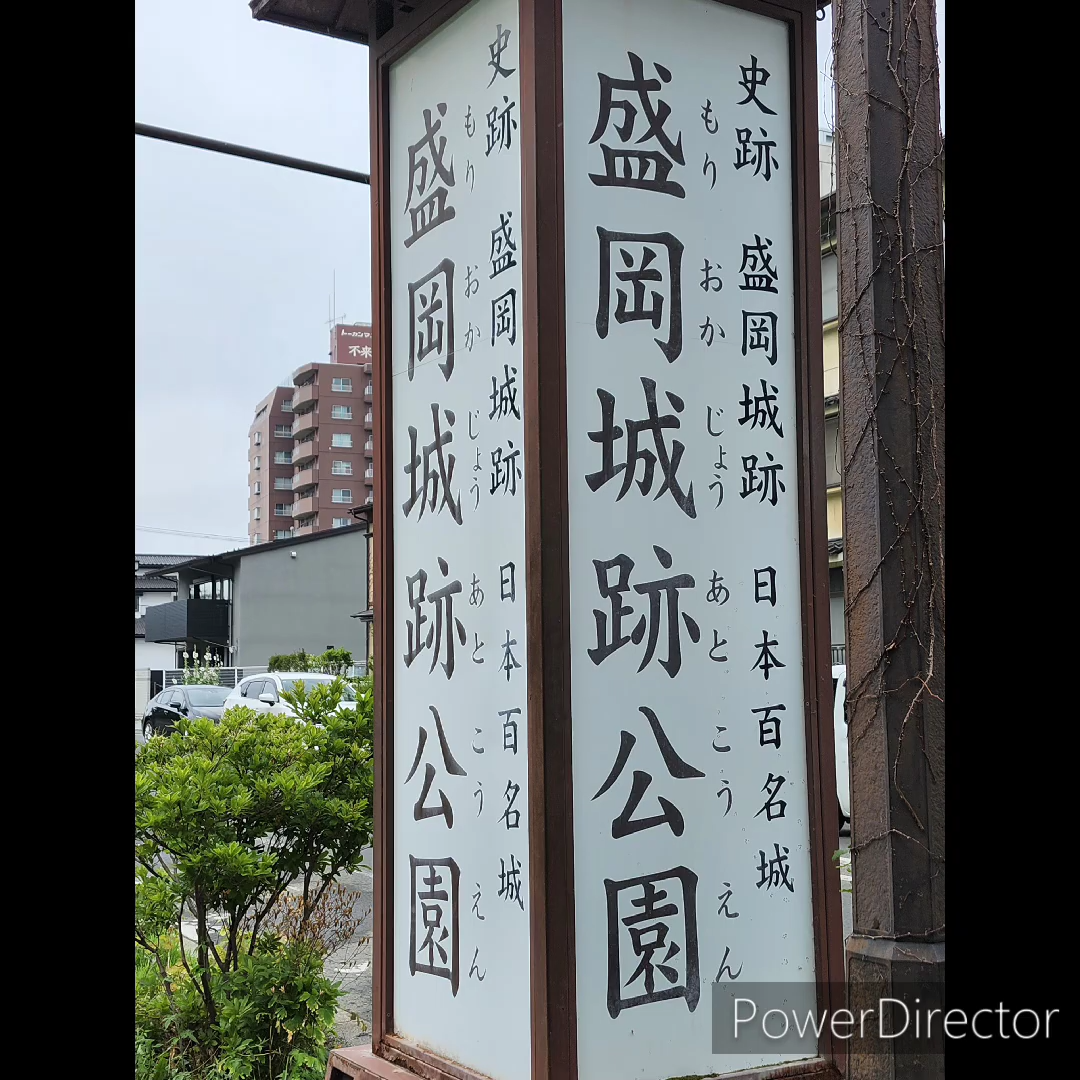 史跡 盛岡城跡 日本百名城
もりおかじょうあとこうえん
盛岡城跡公園
史跡 盛岡城跡 日本百名城
もりおかじょうあとこうえん
盛岡城跡公園
不来
PowerDirector